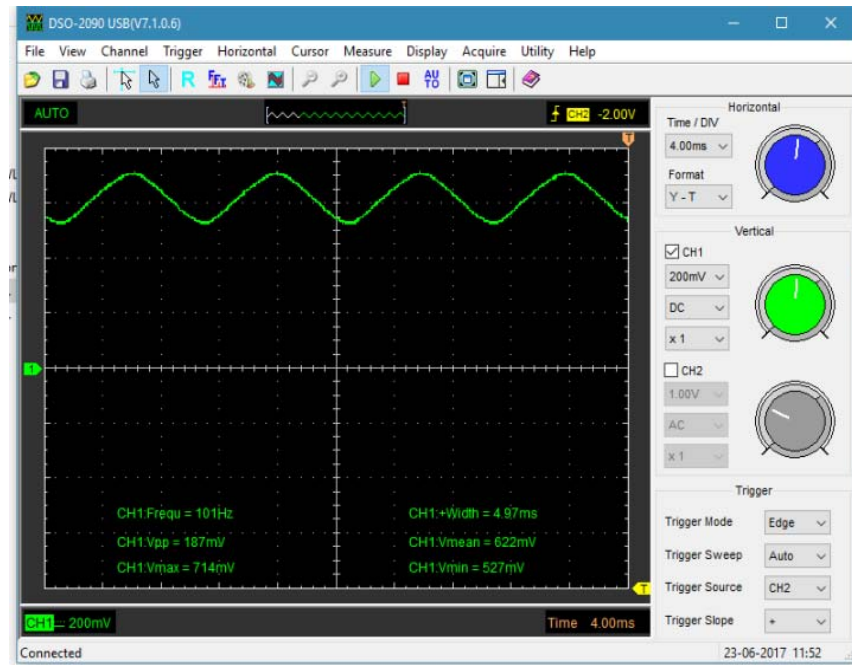 DSO-2090 USB(V7.1.0.6)
File View Channel Trigger Horizontal Cursor Measure Display Acquire Utility Help
R FFT AUTO
AUTO CH2 -2.00V
T
1
CH1:Frequ = 101Hz CH1:+Width = 4.97ms
CH1:Vpp = 187mV CH1:Vmean = 622mV
CH1:Vmax = 714mV CH1:Vmin = 527mV
T
CH1 200mV Time 4.00ms
Horizontal
Time / DIV
4.00ms
Format
Y - T
Vertical
CH1
200mV
DC
x 1
CH2
1.00V
AC
x 1
Trigger
Trigger Mode Edge
Trigger Sweep Auto
Trigger Source CH2
Trigger Slope +
Connected 23-06-2017 11:52